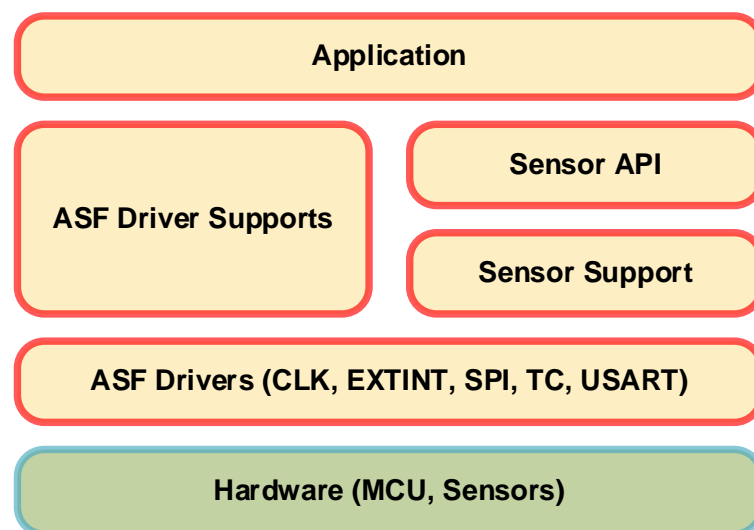 Application
ASF Driver Supports
Sensor API
Sensor Support
ASF Drivers (CLK, EXTINT, SPI, TC, USART)
Hardware (MCU, Sensors)